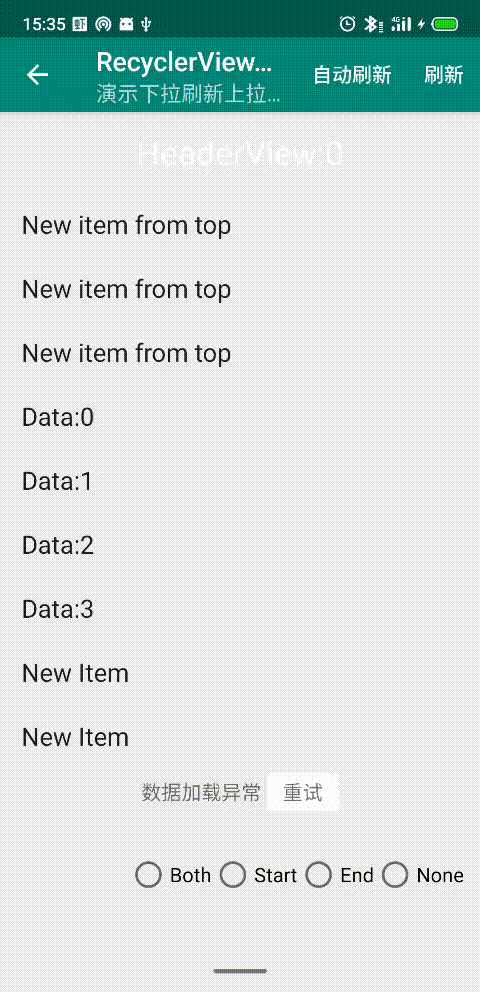 15:35 虾 4G
RecyclerView...
演示下拉刷新上拉...
自动刷新 刷新
HeaderView:0
New item from top
New item from top
New item from top
Data:0
Data:1
Data:2
Data:3
New Item
New Item
数据加载异常 重试
Both Start End None